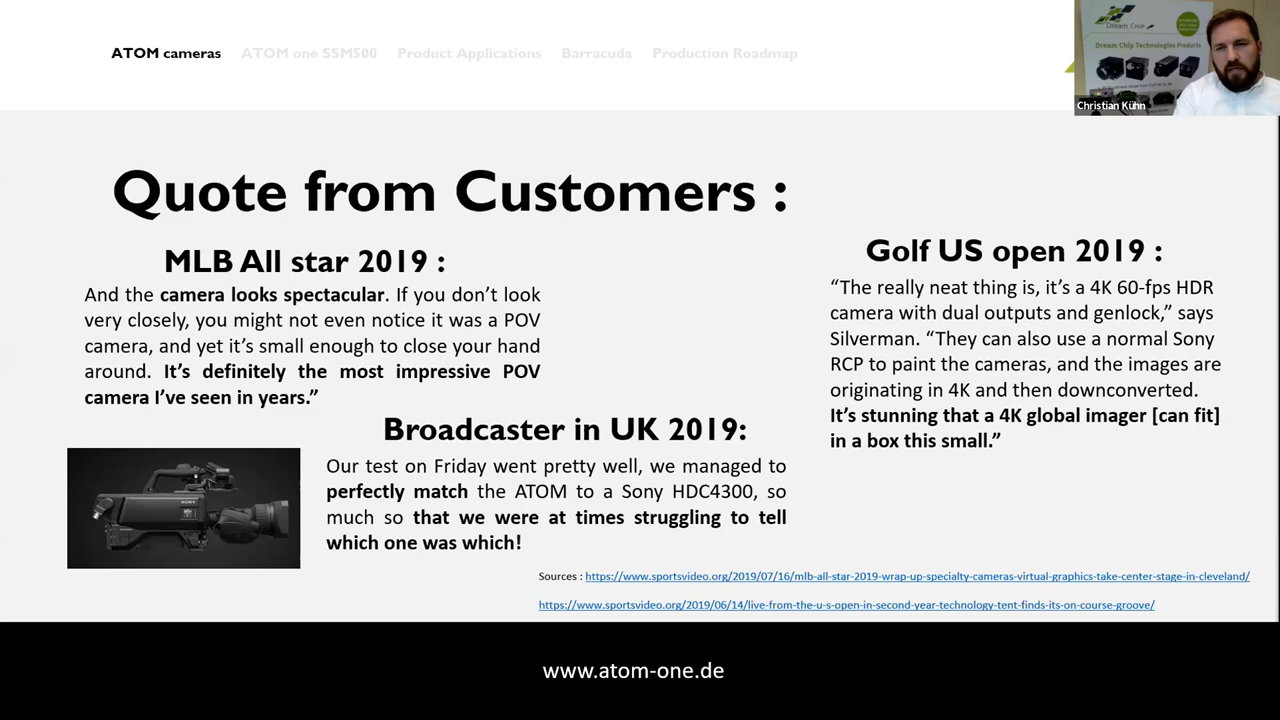 ATOM cameras ATOM one SSM500 Product Applications Barracuda Production Roadmap
DREAM CHIP
Dream Chip Technologies Products
Christian Kühn
Quote from Customers :
MLB All star 2019 :
And the camera looks spectacular. If you don’t look
very closely, you might not even notice it was a POV
camera, and yet it’s small enough to close your hand
around. It’s definitely the most impressive POV
camera I’ve seen in years.”
Golf US open 2019 :
“The really neat thing is, it’s a 4K 60-fps HDR
camera with dual outputs and genlock,” says
Silverman. “They can also use a normal Sony
RCP to paint the cameras, and the images are
originating in 4K and then downconverted.
It’s stunning that a 4K global imager [can fit]
in a box this small.”
Broadcaster in UK 2019:
Our test on Friday went pretty well, we managed to
perfectly match the ATOM to a Sony HDC4300, so
much so that we were at times struggling to tell
which one was which!
SONY
Sources : https://www.sportsvideo.org/2019/07/16/mlb-all-star-2019-wrap-up-specialty-cameras-virtual-graphics-take-center-stage-in-cleveland/
https://www.sportsvideo.org/2019/06/14/live-from-the-u-s-open-in-second-year-technology-tent-finds-its-on-course-groove/
www.atom-one.de